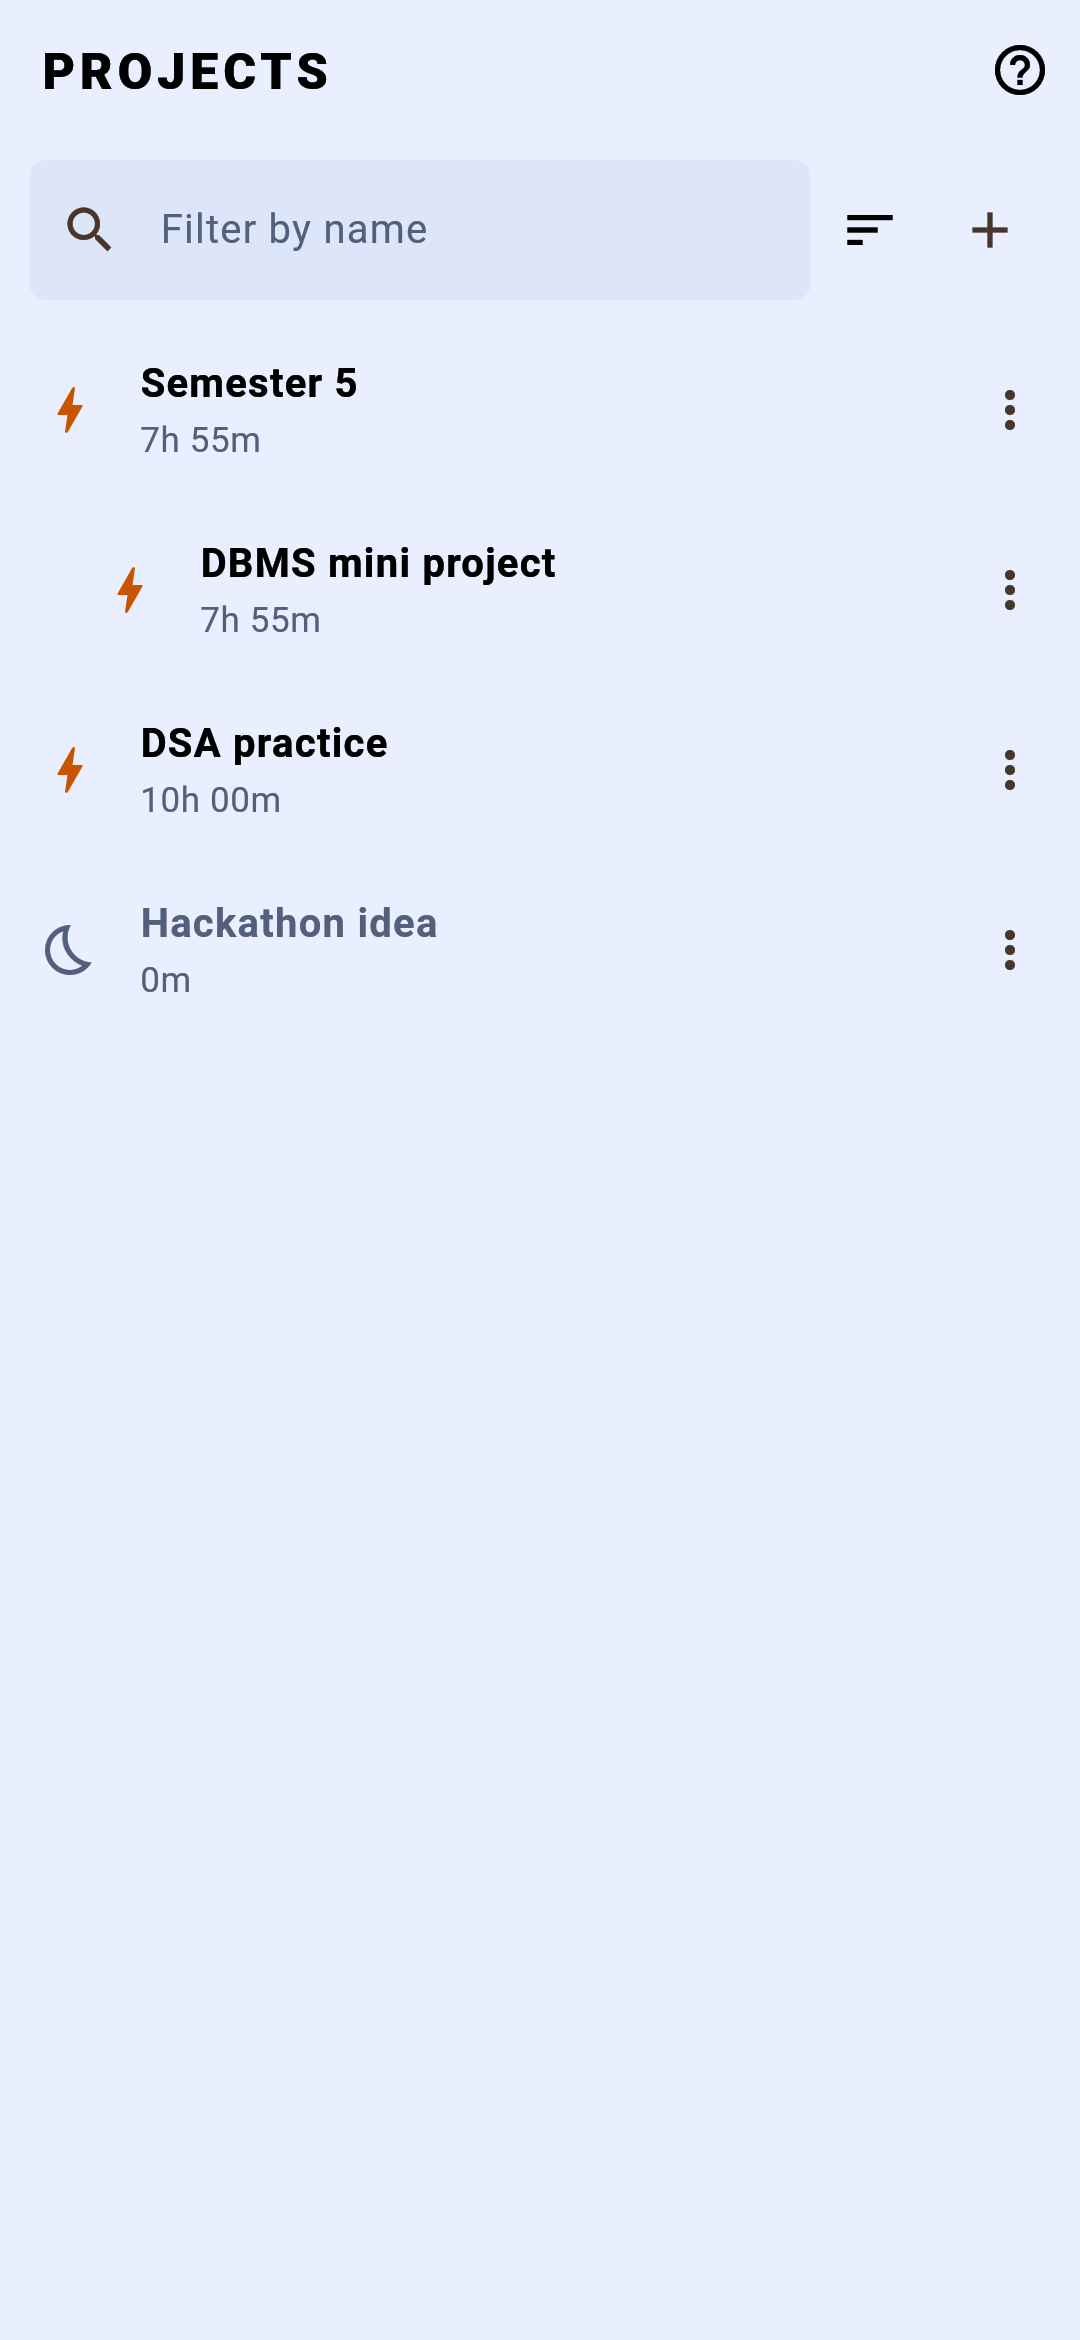 PROJECTS
Filter by name
Semester 5
7h 55m
DBMS mini project
7h 55m
DSA practice
10h 00m
Hackathon idea
0m